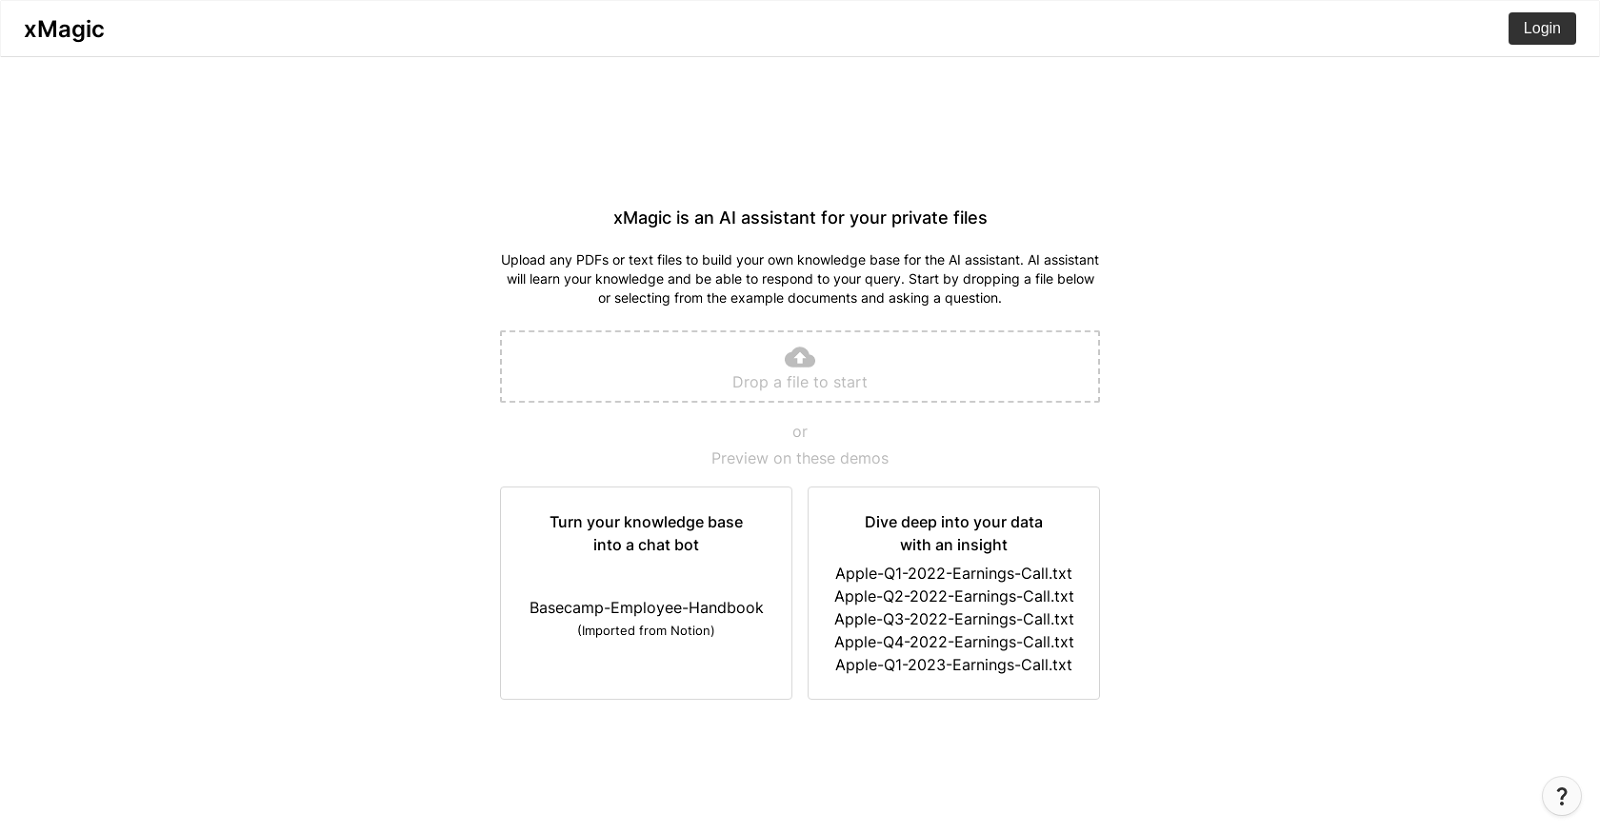 xMagic
Login
xMagic is an AI assistant for your private files
Upload any PDFs or text files to build your own knowledge base for the AI assistant. AI assistant
will learn your knowledge and be able to respond to your query. Start by dropping a file below
or selecting from the example documents and asking a question.
Drop a file to start
or
Preview on these demos
Turn your knowledge base
into a chat bot
Basecamp-Employee-Handbook
(Imported from Notion)
Dive deep into your data
with an insight
Apple-Q1-2022-Earnings-Call.txt
Apple-Q2-2022-Earnings-Call.txt
Apple-Q3-2022-Earnings-Call.txt
Apple-Q4-2022-Earnings-Call.txt
Apple-Q1-2023-Earnings-Call.txt
?